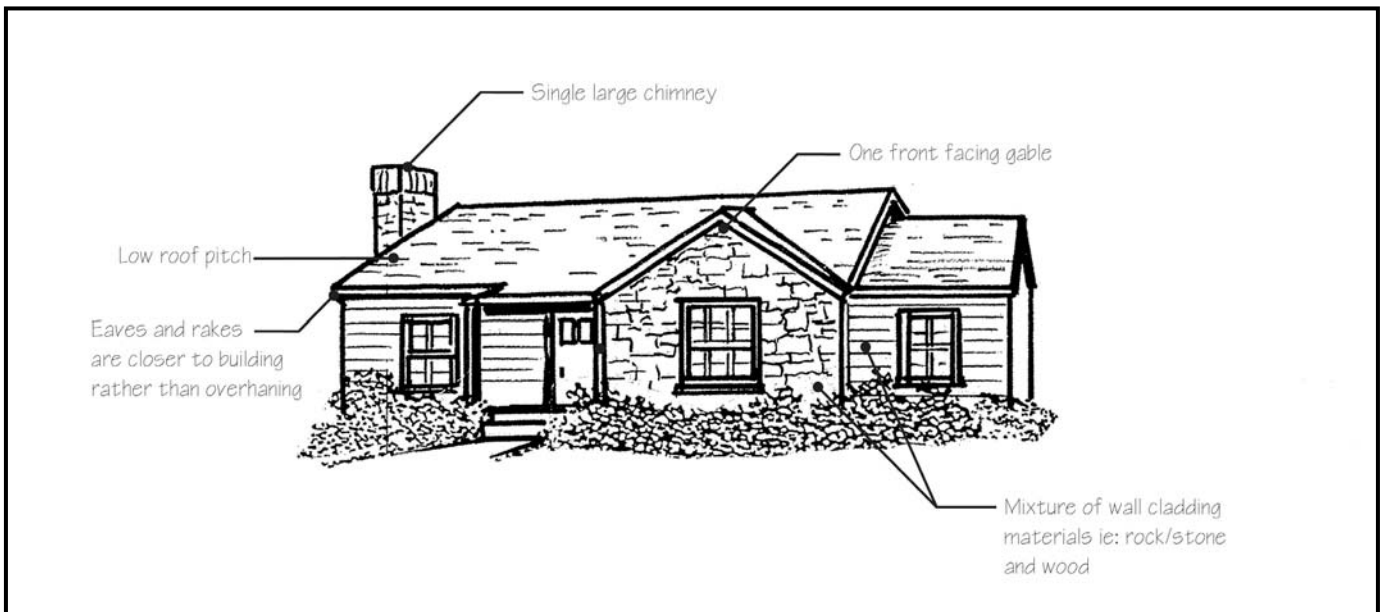 Single large chimney
One front facing gable
Low roof pitch
Eaves and rakes
are closer to building
rather than overhaning
Mixture of wall cladding
materials ie: rock/stone
and wood